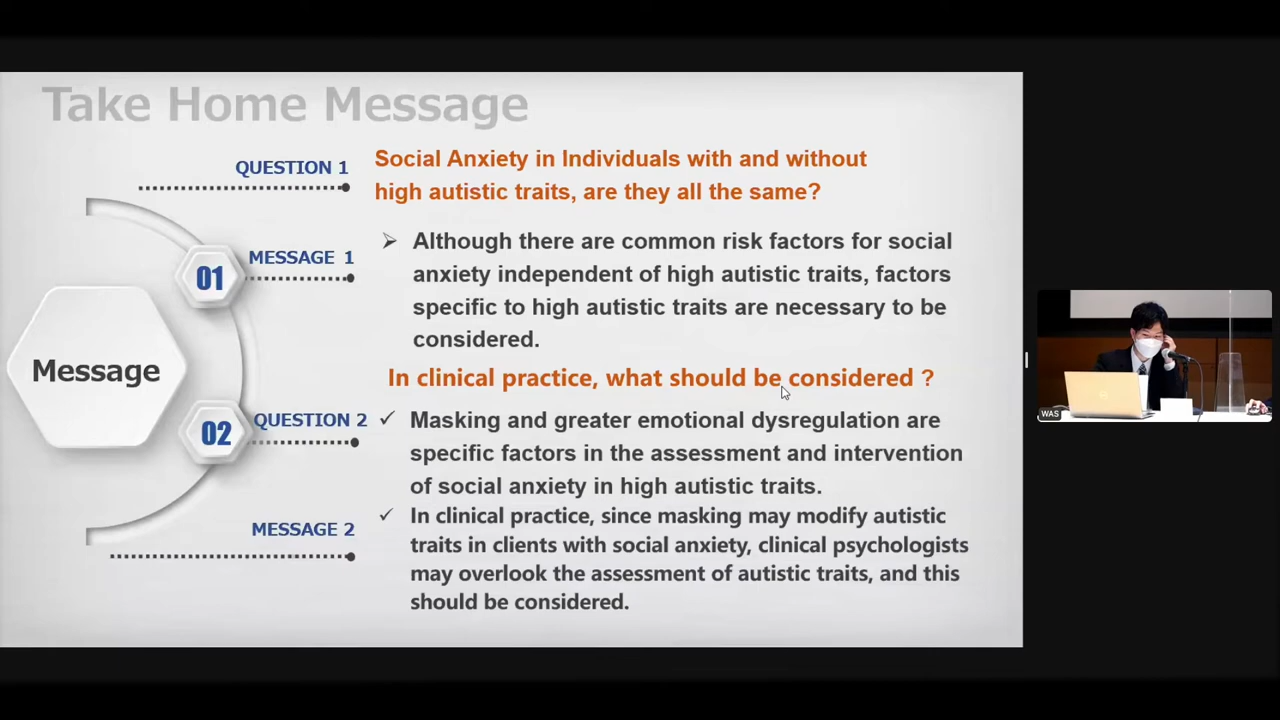 Take Home Message
QUESTION 1
Social Anxiety in Individuals with and without
high autistic traits, are they all the same?
MESSAGE 1
➢ Although there are common risk factors for social
anxiety independent of high autistic traits, factors
specific to high autistic traits are necessary to be
considered.
01
Message
In clinical practice, what should be considered ?
02
QUESTION 2
✓ Masking and greater emotional dysregulation are
specific factors in the assessment and intervention
of social anxiety in high autistic traits.
MESSAGE 2
✓ In clinical practice, since masking may modify autistic
traits in clients with social anxiety, clinical psychologists
may overlook the assessment of autistic traits, and this
should be considered.
WAS